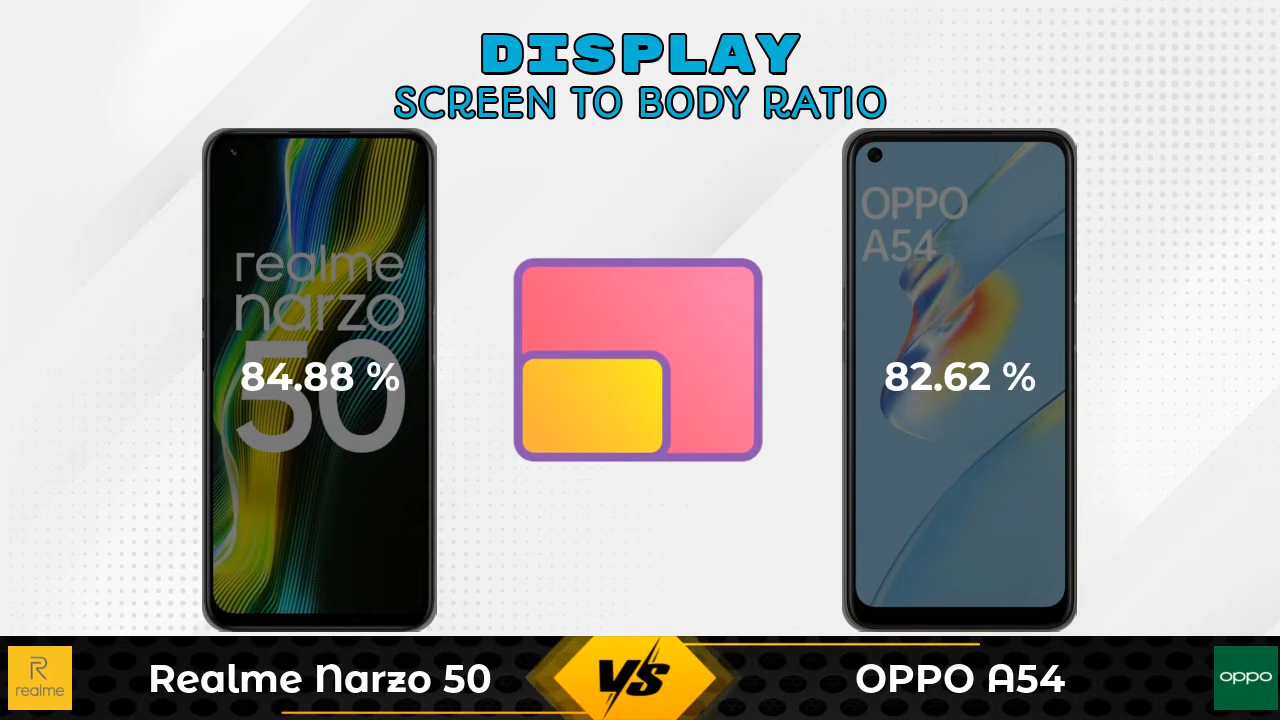 DISPLAY
SCREEN TO BODY RATIO
realme
narzo
50
84.88 %
OPPO
A54
82.62 %
R
realme
Realme Narzo 50
VS
OPPO A54
oppo